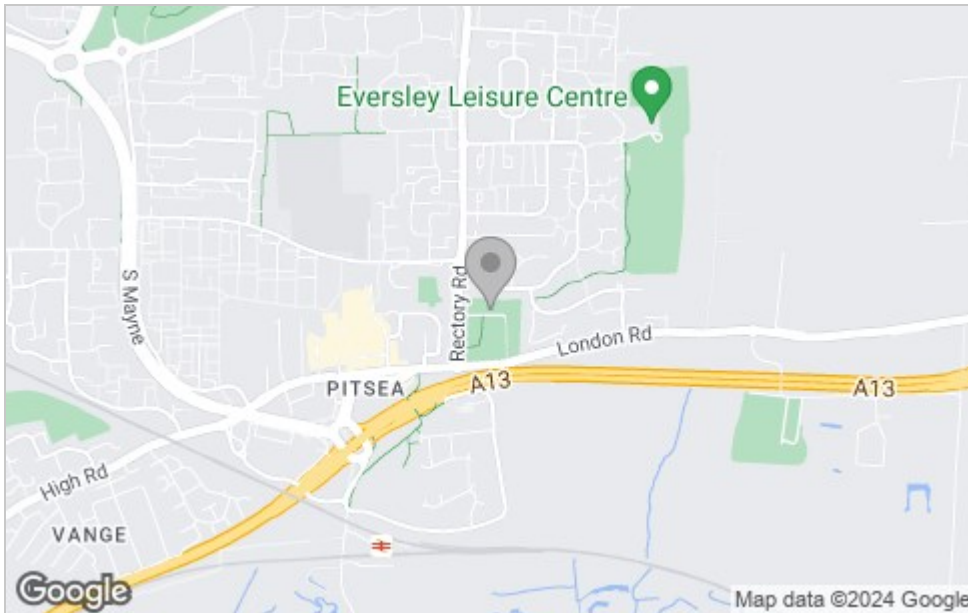 Eversley Leisure Centre
S Mayne
Rectory Rd
London Rd
PITSEA
A13
A13
High Rd
VANGE
Google
Map data ©2024 Google